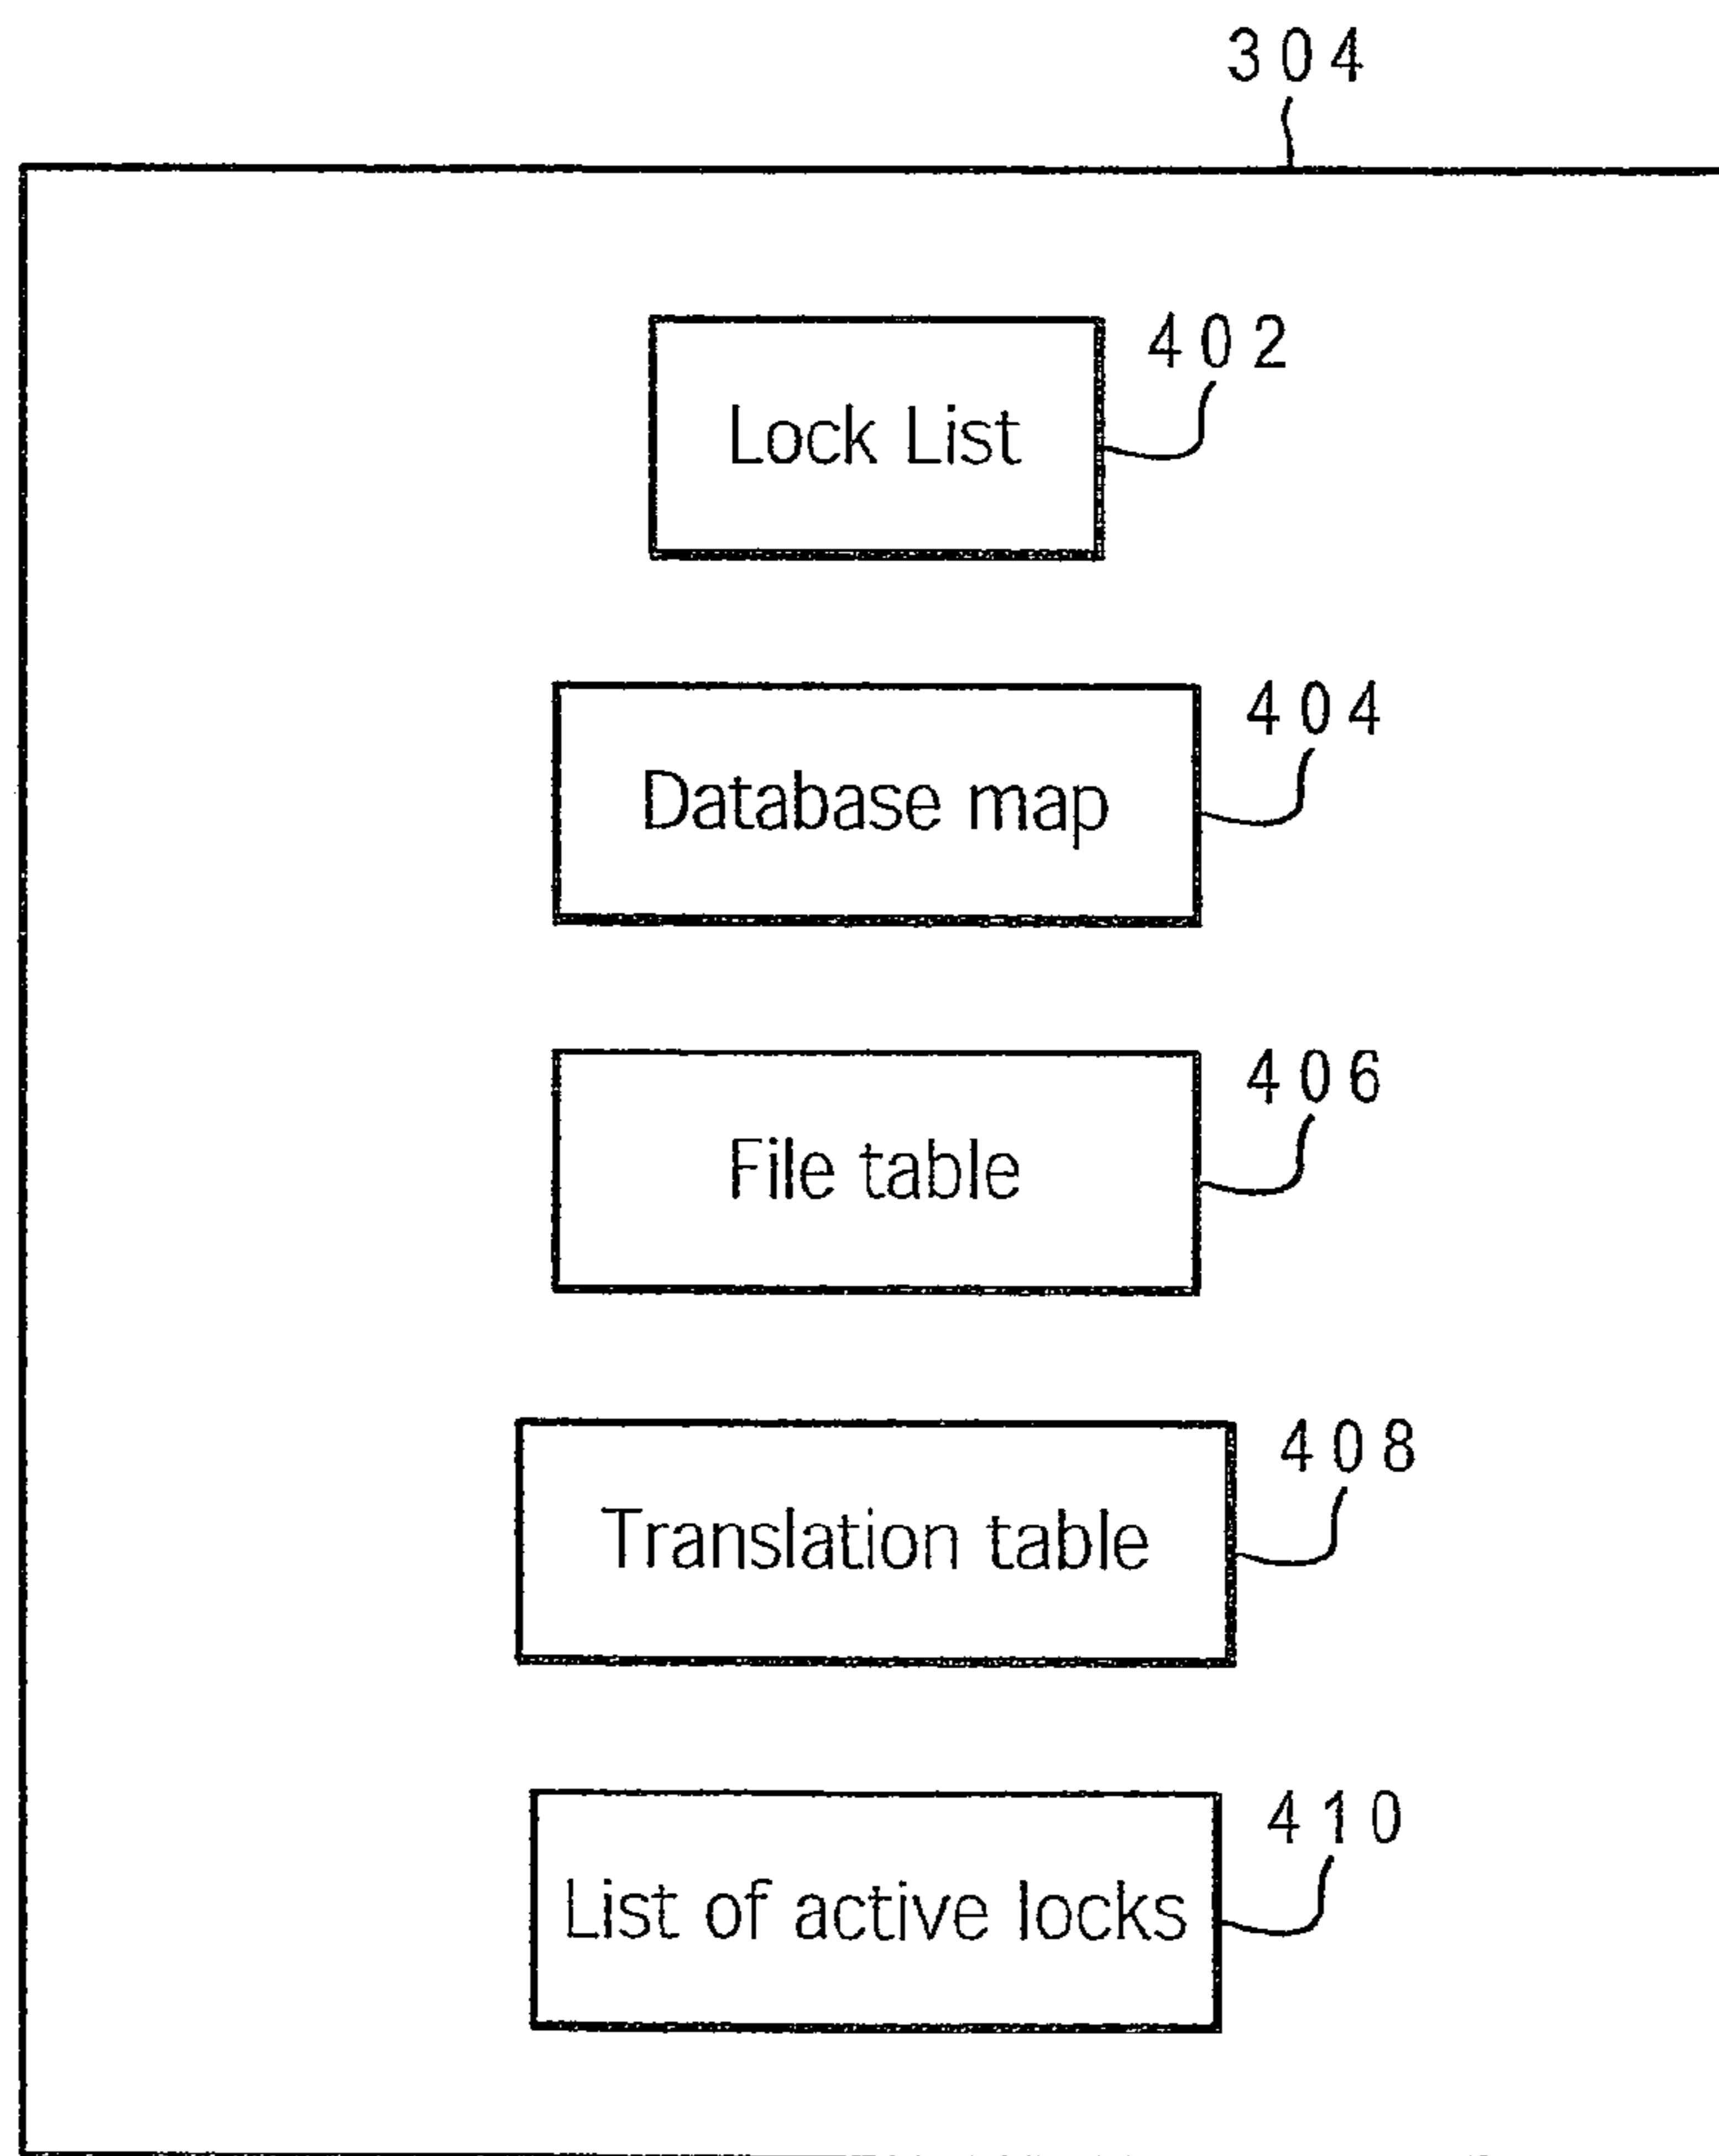 304
402
Lock List
404
Database map
406
File table
408
Translation table
410
List of active locks